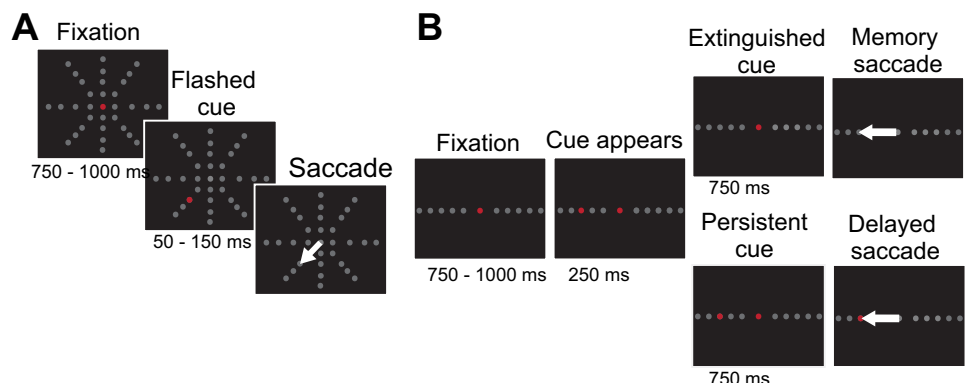 A
Fixation
750 - 1000 ms
Flashed
cue
50 - 150 ms
Saccade
B
Fixation
750 - 1000 ms
Cue appears
250 ms
Extinguished
cue
750 ms
Memory
saccade
Persistent
cue
750 ms
Delayed
saccade